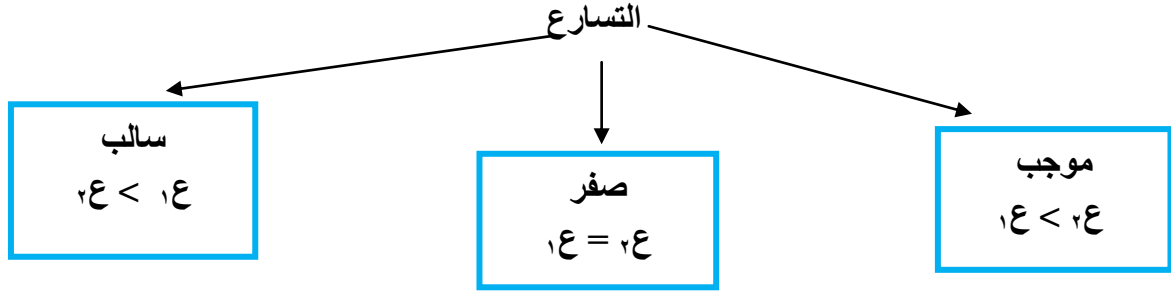 التسارع
موجب
ع٢ > ع١
صفر
ع٢ = ع١
سالب
ع١ > ع٢